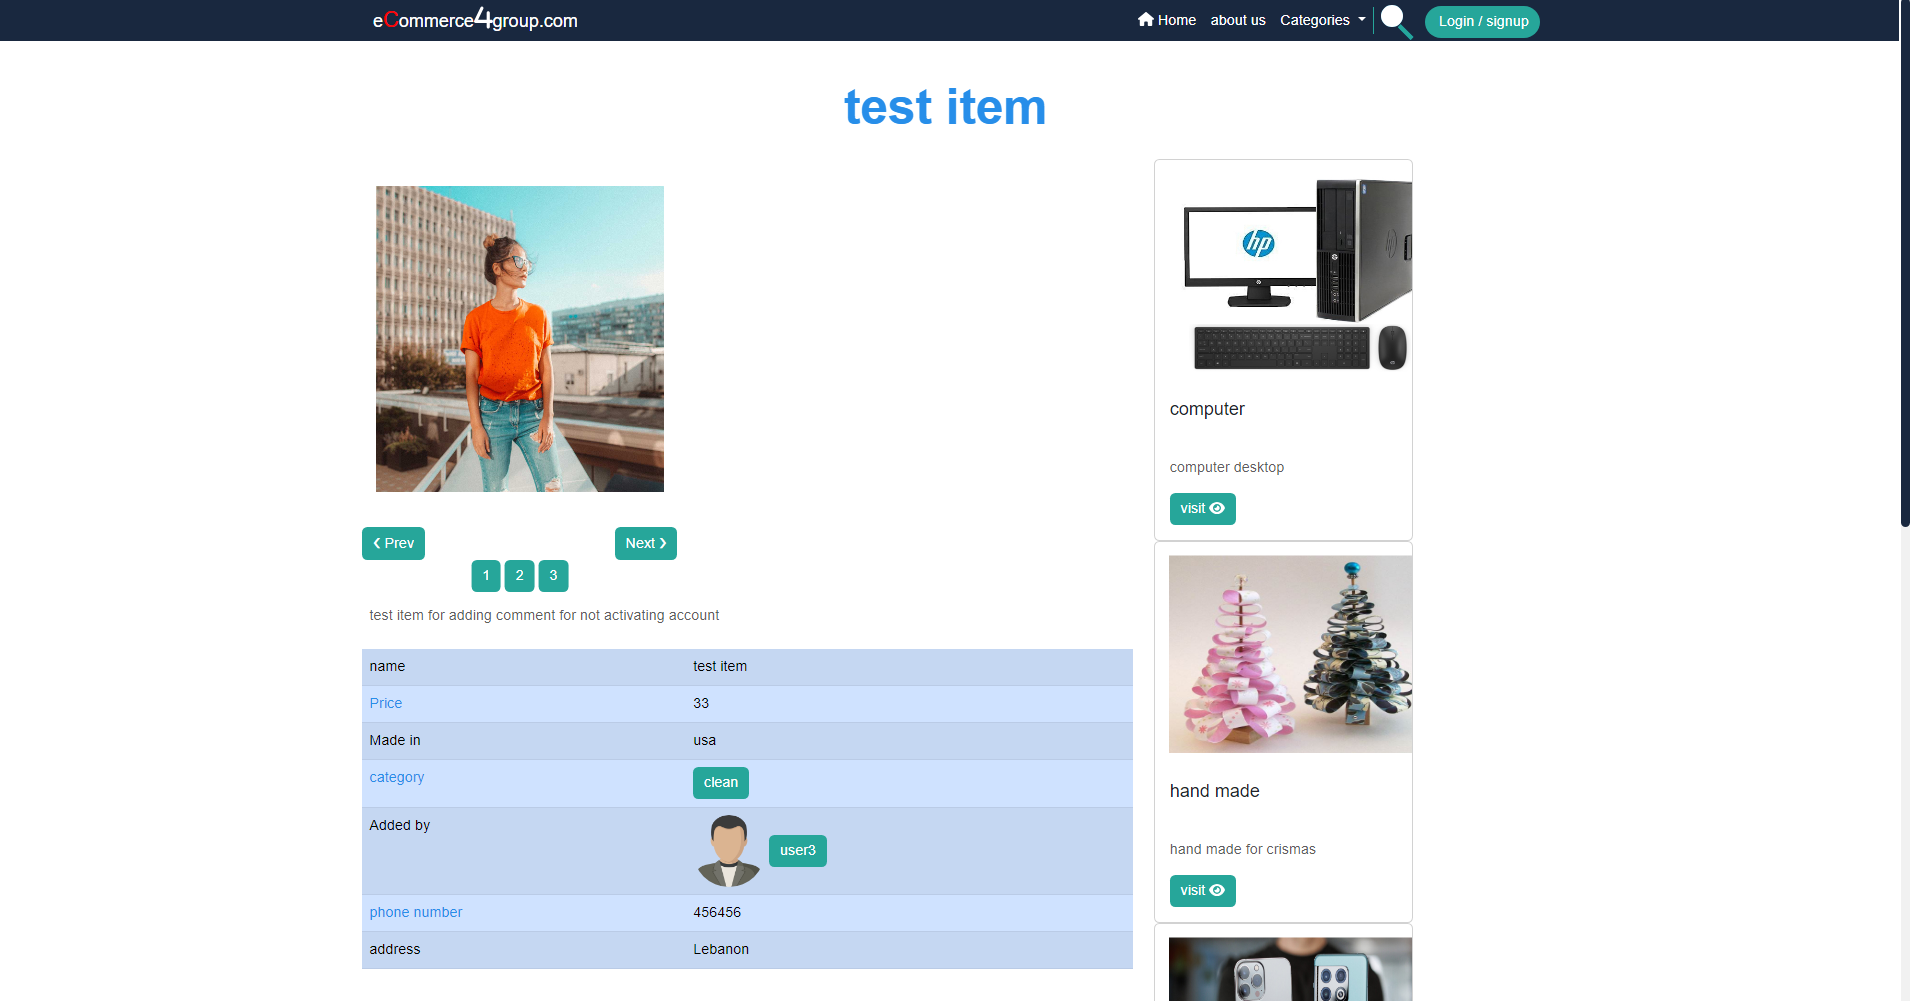 eCommerce4group.com
Home about us Categories Login / signup
test item
Prev
Next
1 2 3
test item for adding comment for not activating account
name test item
Price 33
Made in usa
category clean
Added by user3
phone number 456456
address Lebanon
hp
computer
computer desktop
visit
hand made
hand made for crismas
visit